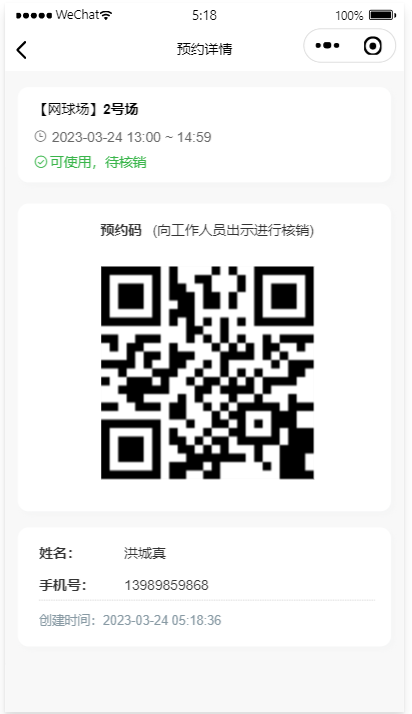 WeChat 5:18 100%
预约详情
【网球场】2号场
2023-03-24 13:00 ~ 14:59
可使用，待核销
预约码 (向工作人员出示进行核销)
姓名： 洪城真
手机号： 13989859868
创建时间：2023-03-24 05:18:36